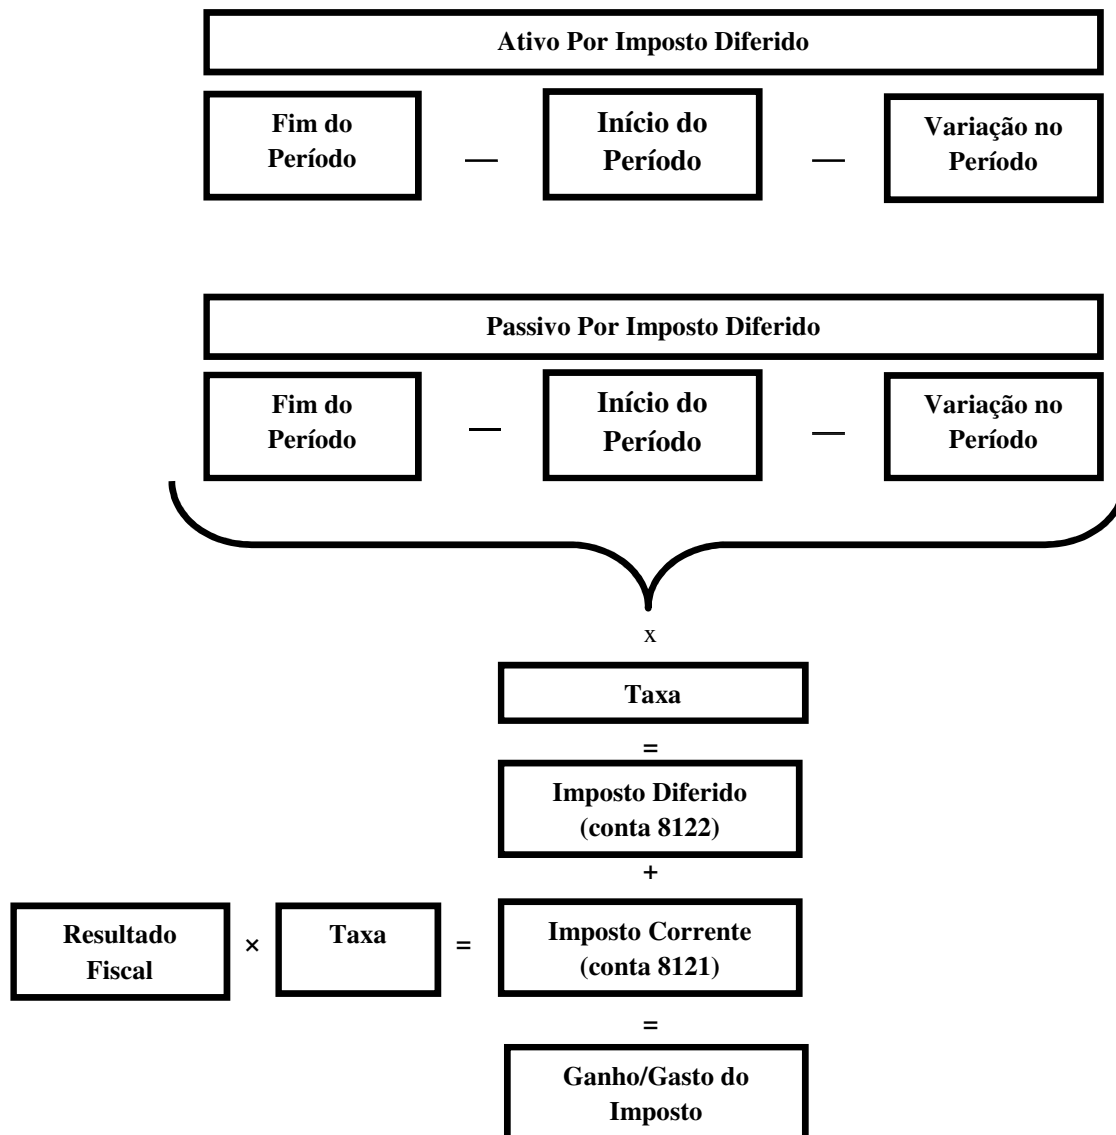 Ativo Por Imposto Diferido
Fim do
Período
—
Início do
Período
—
Variação no
Período
Passivo Por Imposto Diferido
Fim do
Período
—
Início do
Período
—
Variação no
Período
x
Taxa
=
Imposto Diferido
(conta 8122)
+
Resultado
Fiscal
×
Taxa
=
Imposto Corrente
(conta 8121)
=
Ganho/Gasto do
Imposto